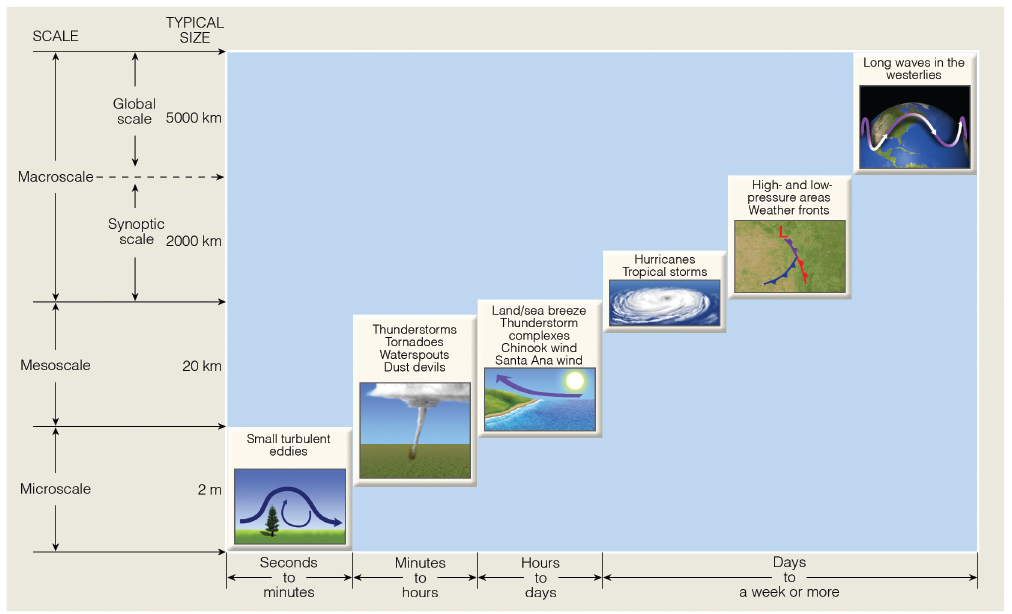 SCALE
TYPICAL
SIZE
Global
scale
5000 km
Macroscale
Synoptic
scale
2000 km
Mesoscale
20 km
Microscale
2 m
Small turbulent
eddies
Thunderstorms
Tornadoes
Waterspouts
Dust devils
Land/sea breeze
Thunderstorm
complexes
Chinook wind
Santa Ana wind
Hurricanes
Tropical storms
High- and low-
pressure areas
Weather fronts
L
Long waves in the
westerlies
Seconds
to
minutes
Minutes
to
hours
Hours
to
days
Days
to
a week or more